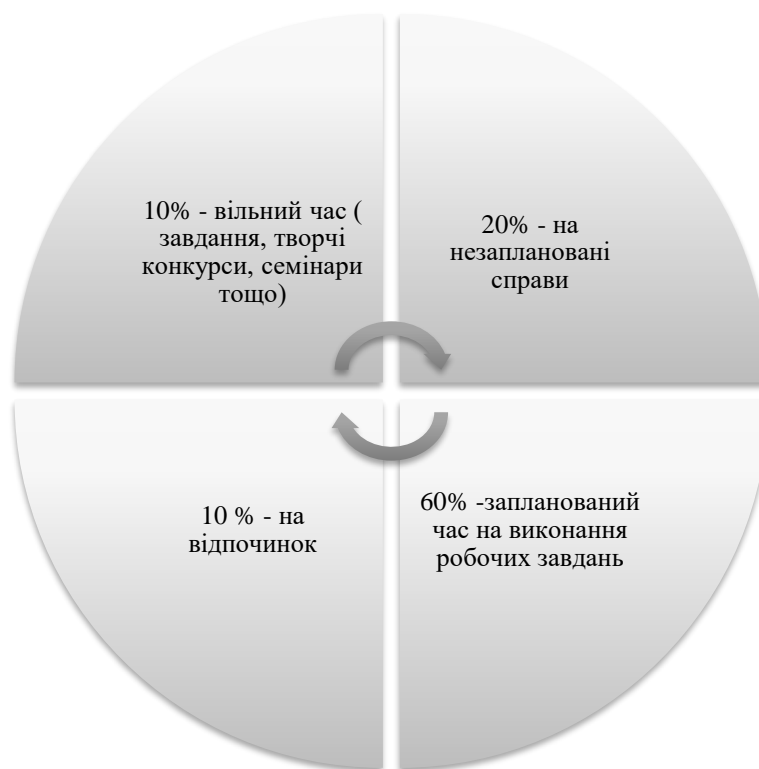 10% - вільний час (
завдання, творчі
конкурси, семінари
тощо)
20% - на
незаплановані
справи
10 % - на
відпочинок
60% -запланований
час на виконання
робочих завдань